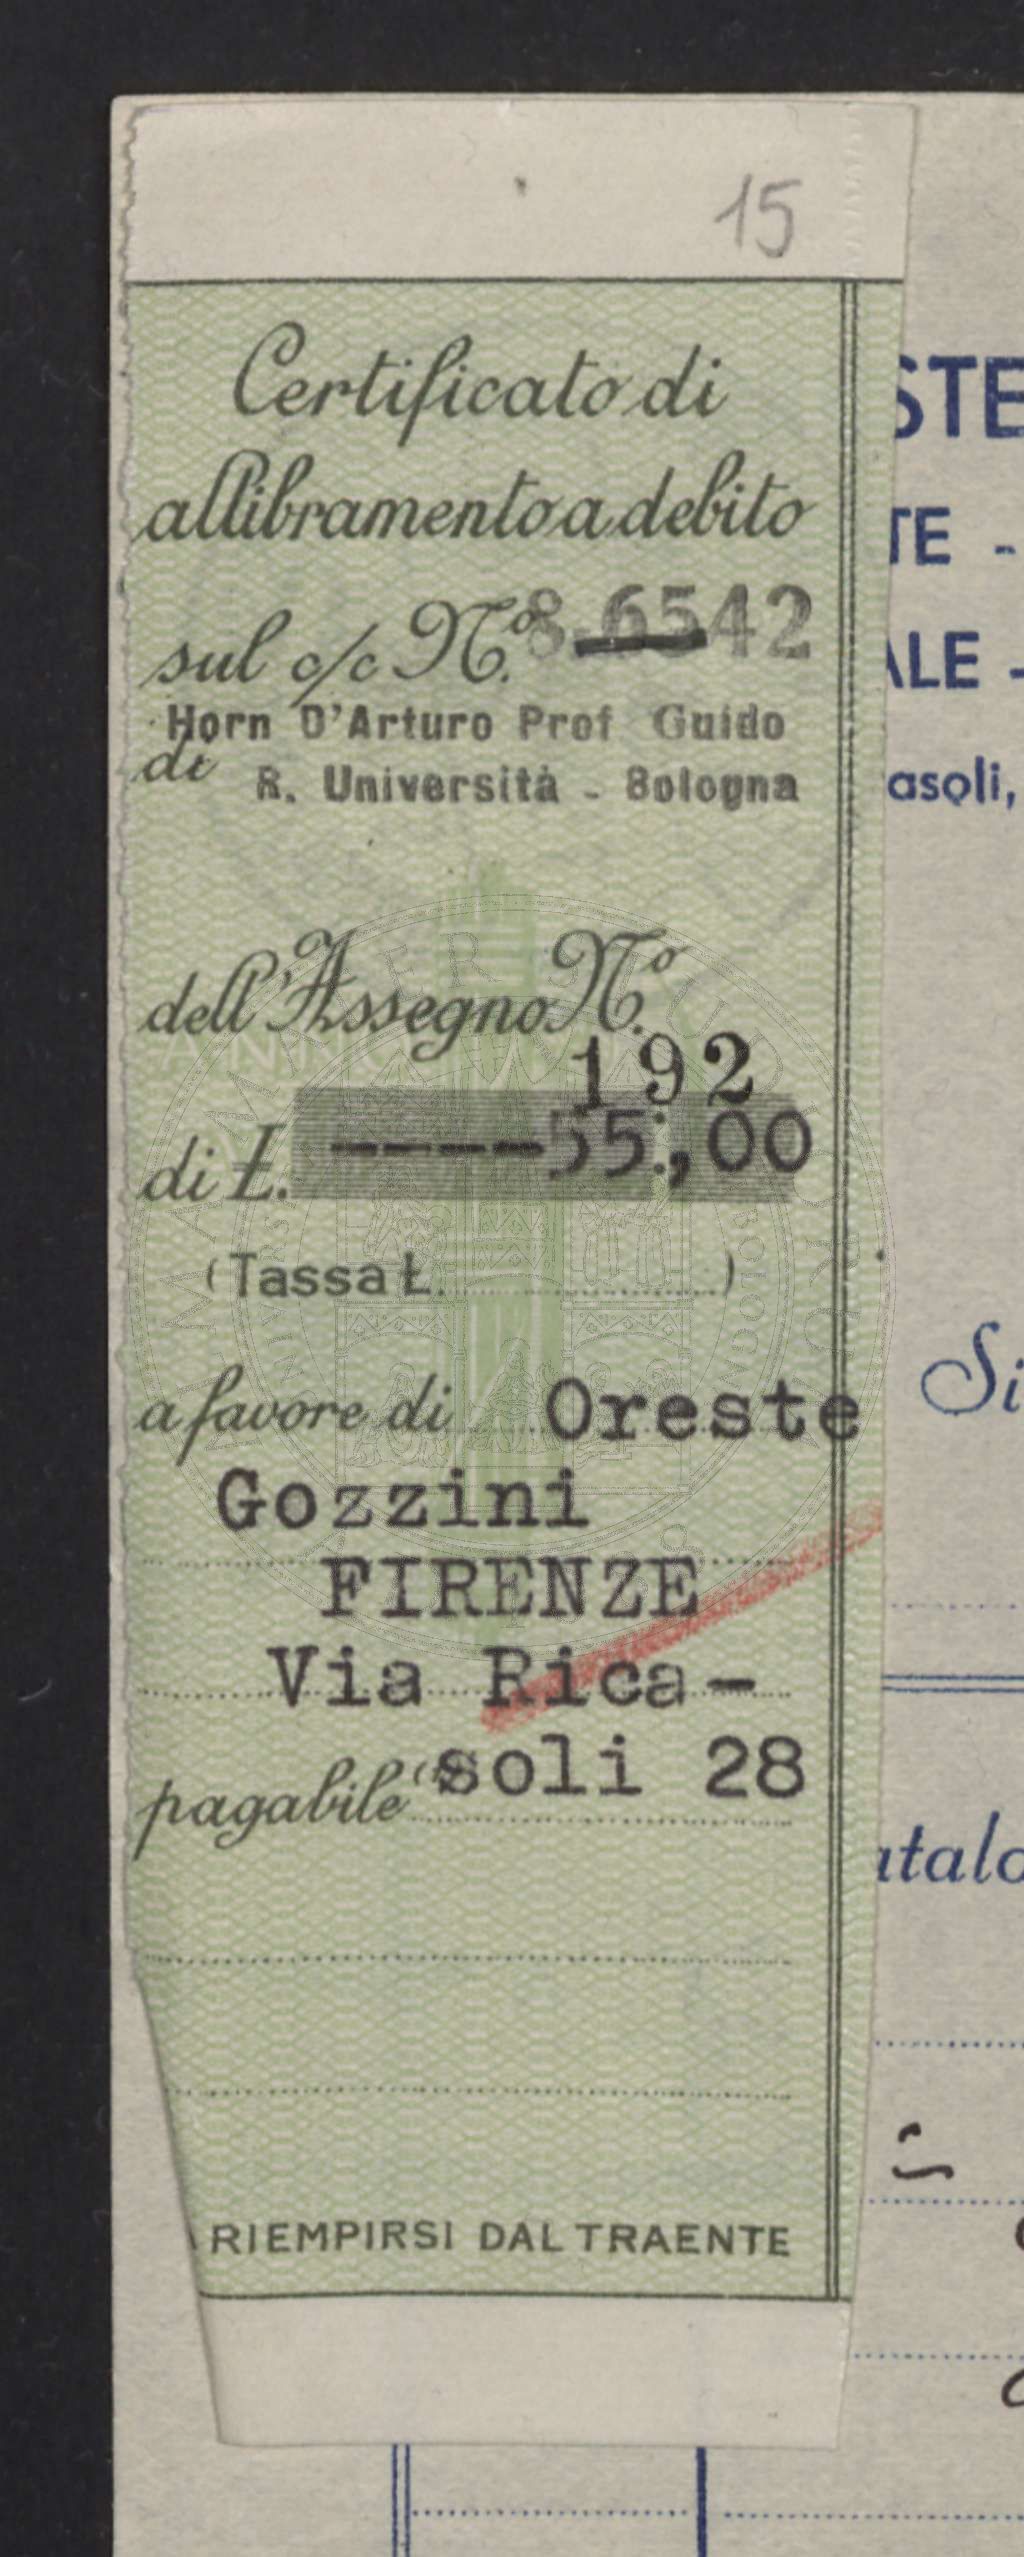 15
Certificato di
allibramento a debito
sul c/c N.º 8-6542
Horn D'Arturo Prof Guido
di R. Università - Bologna
dell'Assegno N.º
192
di £. ----55,00
(Tassa £. )
a favore di Oreste
Gozzini
FIRENZE
Via Rica-
soli 28
pagabile
RIEMPIRSI DAL TRAENTE
STE
TE -
ALE -
asoli,
Si
atalo